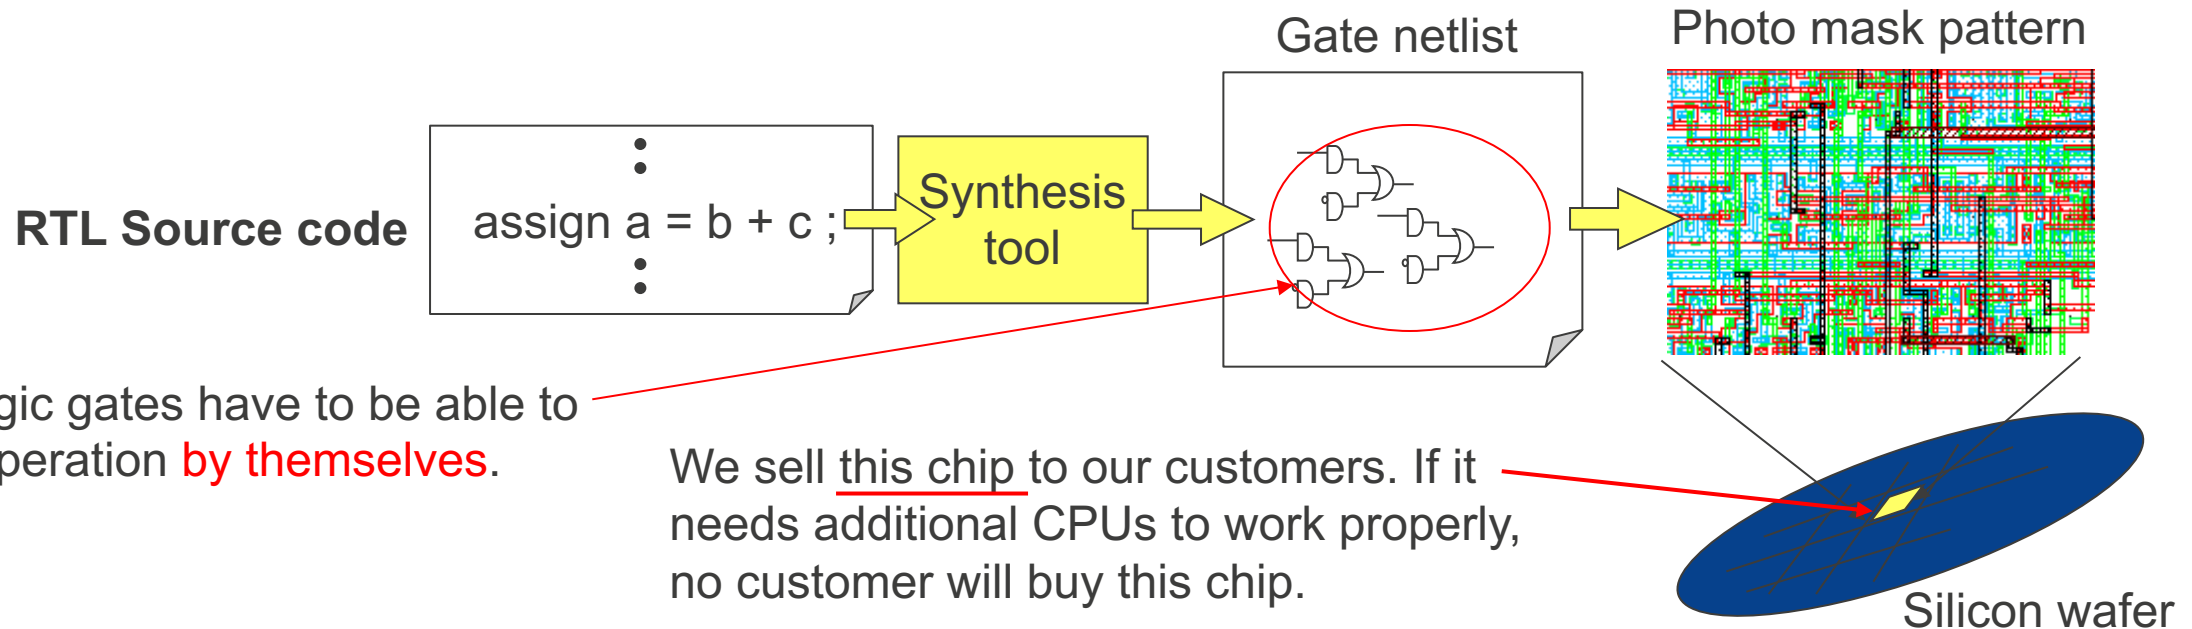 Gate netlist
Photo mask pattern
RTL Source code
assign a = b + c ;
Synthesis
tool
gates have to be able to
by themselves.
We sell this chip to our customers. If it
needs additional CPUs to work properly,
no customer will buy this chip.
Silicon wafer